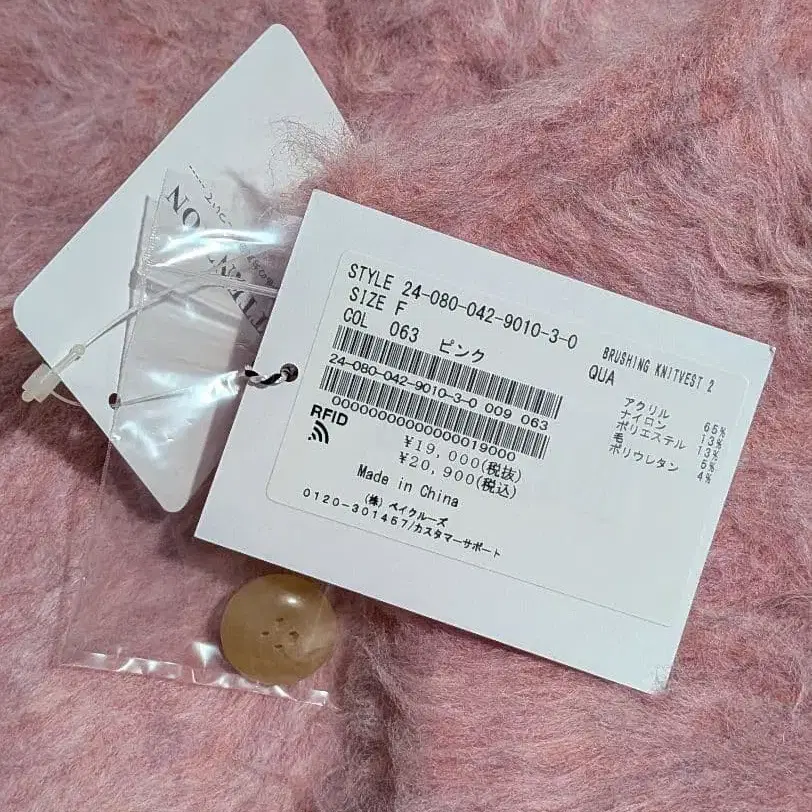 STYLE 24-080-042-9010-3-0
SIZE F
COL 063 ピンク
24-080-042-9010-3-0 009 063
00000000000000019000
RFID
¥19,000(税抜)
¥20,900(税込)
Made in China
(株) ベイクルーズ
0120-301457/カスタマーサポート
BRUSHING KNITVEST 2
QUA
アクリル 65%
ナイロン 13%
ポリエステル 13%
毛 5%
ポリウレタン 4%